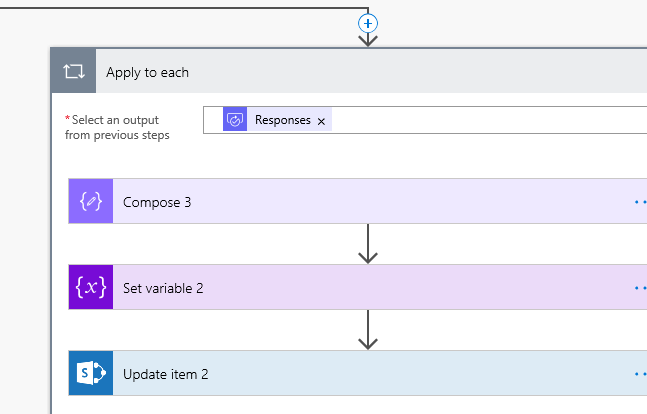 Apply to each
* Select an output
from previous steps
Responses x
{ } Compose 3
{x} Set variable 2
S Update item 2